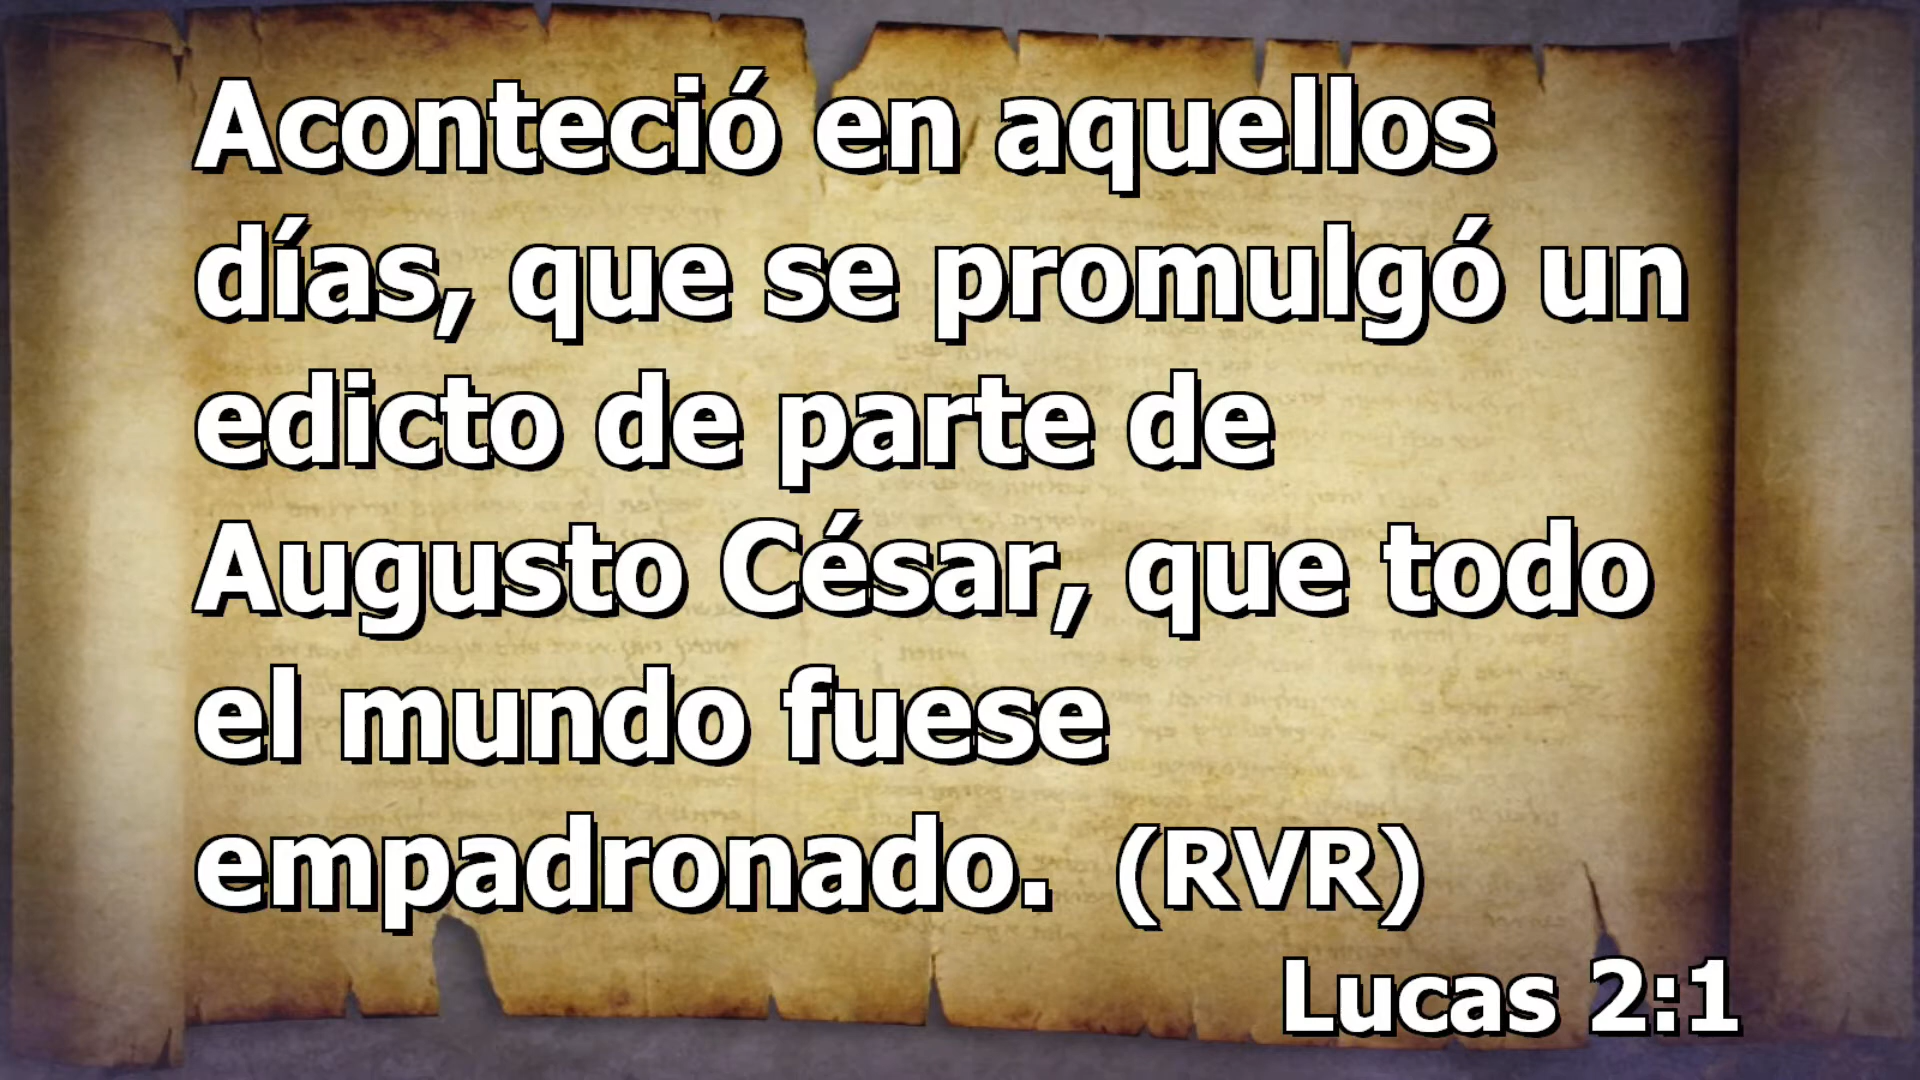 Aconteció en aquellos
días, que se promulgó un
edicto de parte de
Augusto César, que todo
el mundo fuese
empadronado. (RVR)
Lucas 2:1